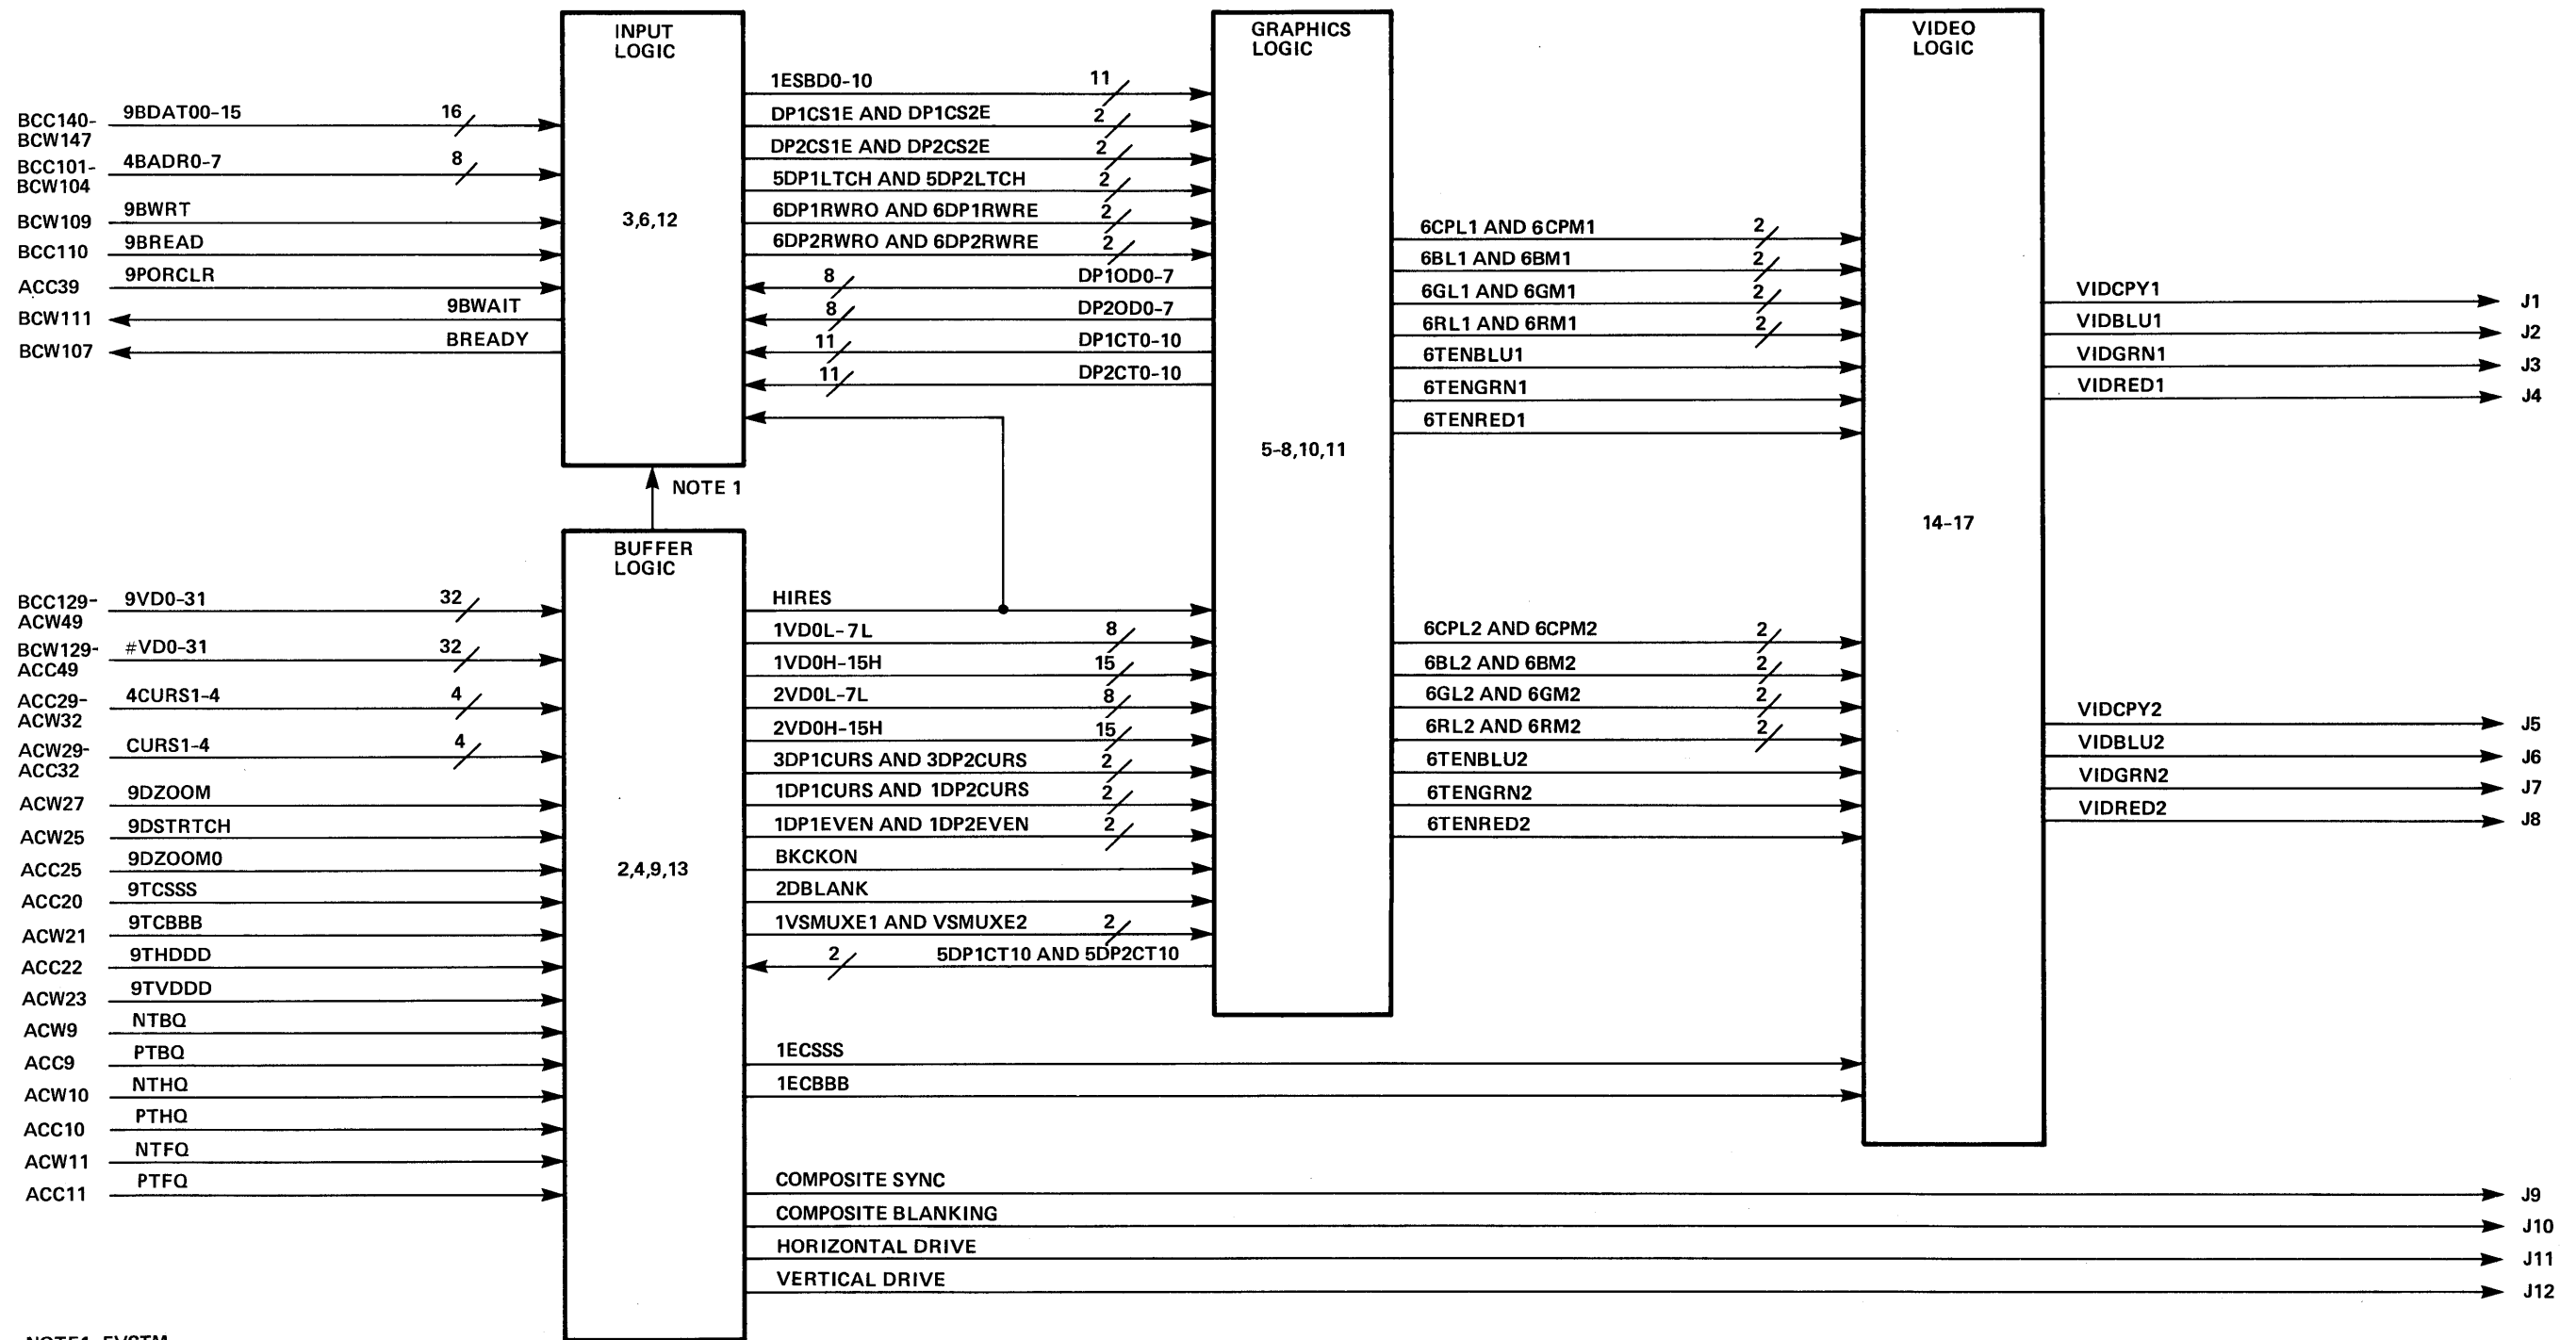 INPUT
LOGIC
3,6,12
GRAPHICS
LOGIC
5-8,10,11
VIDEO
LOGIC
14-17
BUFFER
LOGIC
2,4,9,13
NOTE 1
BCC140-
BCW147
9BDAT00-15 16
BCC101-
BCW104
4BADR0-7 8
BCW109 9BWRT
BCC110 9BREAD
ACC39 9PORCLR
BCW111 9BWAIT
BCW107 BREADY
1ESBD0-10 11
DP1CS1E AND DP1CS2E 2
DP2CS1E AND DP2CS2E 2
5DP1LTCH AND 5DP2LTCH 2
6DP1RWRO AND 6DP1RWRE 2
6DP2RWRO AND 6DP2RWRE 2
8 DP1OD0-7
8 DP2OD0-7
11 DP1CT0-10
11 DP2CT0-10
6CPL1 AND 6CPM1 2
6BL1 AND 6BM1 2
6GL1 AND 6GM1 2
6RL1 AND 6RM1 2
6TENBLU1
6TENGRN1
6TENRED1
VIDCPY1 J1
VIDBLU1 J2
VIDGRN1 J3
VIDRED1 J4
BCC129-
ACW49
9VD0-31 32
BCW129-
ACC49
#VD0-31 32
ACC29-
ACW32
4CURS1-4 4
ACW29-
ACC32
CURS1-4 4
ACW27 9DZOOM
ACW25 9DSTRTCH
ACC25 9DZOOM0
ACC20 9TCSSS
ACW21 9TCBBB
ACC22 9THDDD
ACW23 9TVDDD
ACW9 NTBQ
ACC9 PTBQ
ACW10 NTHQ
ACC10 PTHQ
ACW11 NTFQ
ACC11 PTFQ
HIRES
1VD0L-7L 8
1VD0H-15H 15
2VD0L-7L 8
2VD0H-15H 15
3DP1CURS AND 3DP2CURS 2
1DP1CURS AND 1DP2CURS 2
1DP1EVEN AND 1DP2EVEN 2
BKCKON
2DBLANK
1VSMUXE1 AND VSMUXE2 2
2 5DP1CT10 AND 5DP2CT10
1ECSSS
1ECBBB
6CPL2 AND 6CPM2 2
6BL2 AND 6BM2 2
6GL2 AND 6GM2 2
6RL2 AND 6RM2 2
6TENBLU2
6TENGRN2
6TENRED2
VIDCPY2 J5
VIDBLU2 J6
VIDGRN2 J7
VIDRED2 J8
COMPOSITE SYNC J9
COMPOSITE BLANKING J10
HORIZONTAL DRIVE J11
VERTICAL DRIVE J12